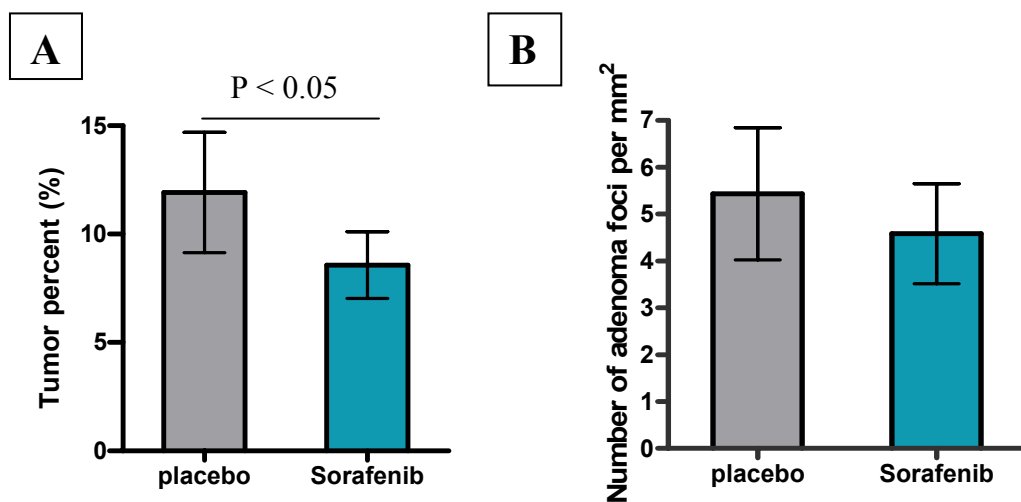 A
P < 0.05
Tumor percent (%)
15
10
5
0
placebo
Sorafenib
B
Number of adenoma foci per mm²
7
6
5
4
3
2
1
0
placebo
Sorafenib